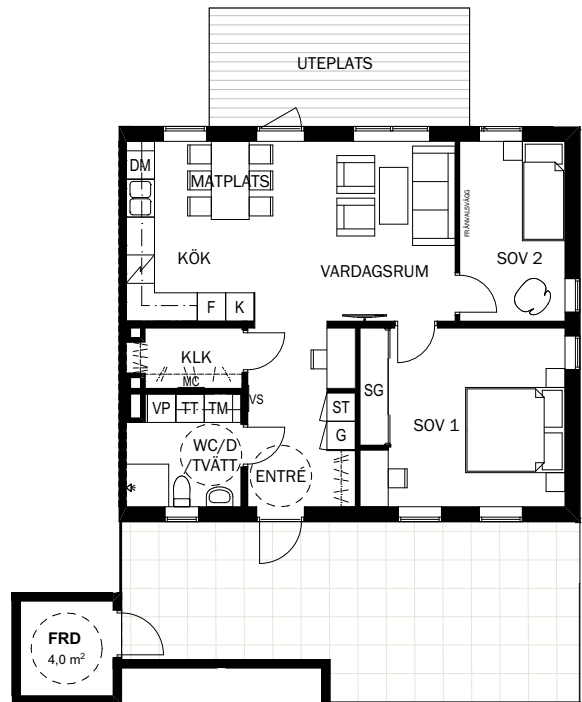 UTEPLATS
DM
MATPLATS
FRÅNVALSVÄGG
SOV 2
KÖK
VARDAGSRUM
F
K
KLK
MC
VS
SG
ST
SOV 1
VP
TT
TM
G
WC/D
TVÄTT
ENTRÉ
FRD
4,0 m²